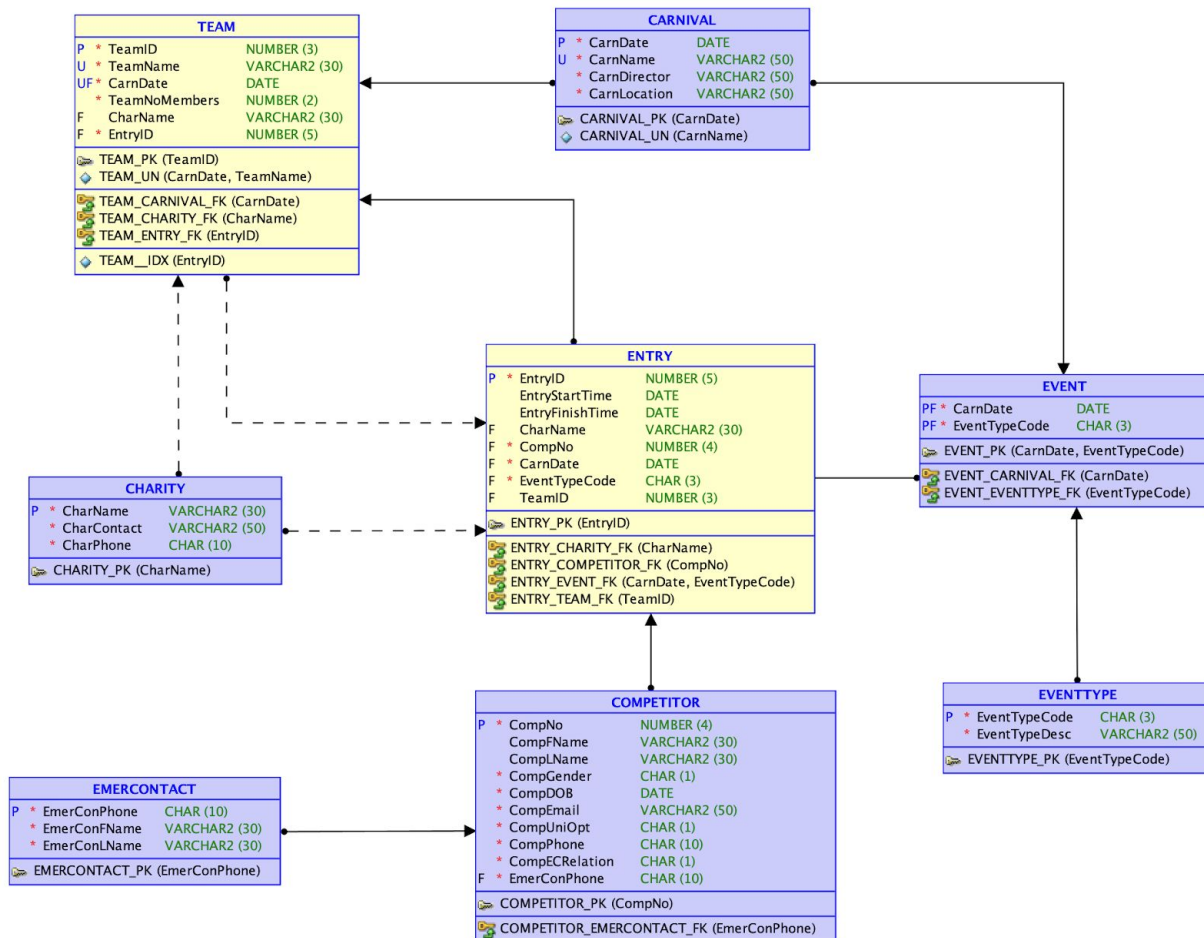 TEAM
P * TeamID NUMBER (3)
U * TeamName VARCHAR2 (30)
UF * CarnDate DATE
* TeamNoMembers NUMBER (2)
F CharName VARCHAR2 (30)
F * EntryID NUMBER (5)
TEAM_PK (TeamID)
TEAM_UN (CarnDate, TeamName)
TEAM_CARNIVAL_FK (CarnDate)
TEAM_CHARITY_FK (CharName)
TEAM_ENTRY_FK (EntryID)
TEAM__IDX (EntryID)
CARNIVAL
P * CarnDate DATE
U * CarnName VARCHAR2 (50)
* CarnDirector VARCHAR2 (50)
* CarnLocation VARCHAR2 (50)
CARNIVAL_PK (CarnDate)
CARNIVAL_UN (CarnName)
ENTRY
P * EntryID NUMBER (5)
EntryStartTime DATE
EntryFinishTime DATE
F CharName VARCHAR2 (30)
F * CompNo NUMBER (4)
F * CarnDate DATE
F * EventTypeCode CHAR (3)
F TeamID NUMBER (3)
ENTRY_PK (EntryID)
ENTRY_CHARITY_FK (CharName)
ENTRY_COMPETITOR_FK (CompNo)
ENTRY_EVENT_FK (CarnDate, EventTypeCode)
ENTRY_TEAM_FK (TeamID)
EVENT
PF * CarnDate DATE
PF * EventTypeCode CHAR (3)
EVENT_PK (CarnDate, EventTypeCode)
EVENT_CARNIVAL_FK (CarnDate)
EVENT_EVENTTYPE_FK (EventTypeCode)
CHARITY
P * CharName VARCHAR2 (30)
* CharContact VARCHAR2 (50)
* CharPhone CHAR (10)
CHARITY_PK (CharName)
COMPETITOR
P * CompNo NUMBER (4)
CompFName VARCHAR2 (30)
CompLName VARCHAR2 (30)
* CompGender CHAR (1)
* CompDOB DATE
* CompEmail VARCHAR2 (50)
* CompUniOpt CHAR (1)
* CompPhone CHAR (10)
* CompECRelation CHAR (1)
F * EmerConPhone CHAR (10)
COMPETITOR_PK (CompNo)
COMPETITOR_EMERCONTACT_FK (EmerConPhone)
EVENTTYPE
P * EventTypeCode CHAR (3)
* EventTypeDesc VARCHAR2 (50)
EVENTTYPE_PK (EventTypeCode)
EMERCONTACT
P * EmerConPhone CHAR (10)
* EmerConFName VARCHAR2 (30)
* EmerConLName VARCHAR2 (30)
EMERCONTACT_PK (EmerConPhone)